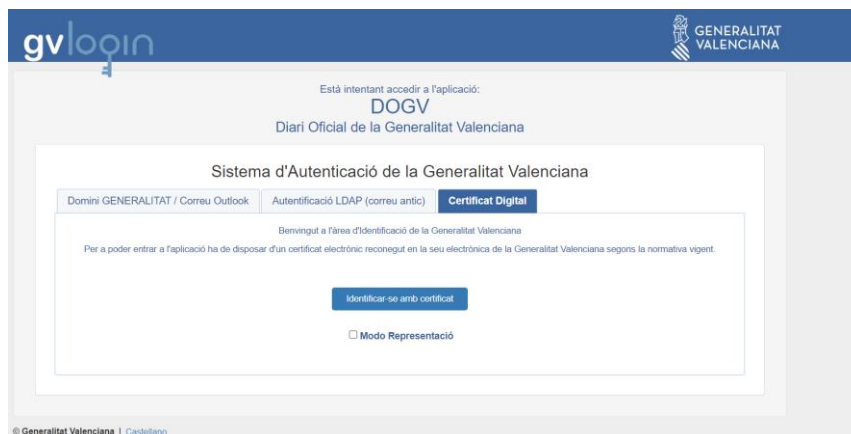 gvlogin
GENERALITAT
VALENCIANA
Està intentant accedir a l'aplicació:
DOGV
Diari Oficial de la Generalitat Valenciana
Sistema d'Autenticació de la Generalitat Valenciana
Domini GENERALITAT / Correu Outlook
Autentificació LDAP (correu antic)
Certificat Digital
Benvingut a l'àrea d'Identificació de la Generalitat Valenciana
Per a poder entrar a l'aplicació ha de disposar d'un certificat electrònic reconegut en la seu electrònica de la Generalitat Valenciana segons la normativa vigent.
Identificar-se amb certificat
Modo Representació
© Generalitat Valenciana | Castellano